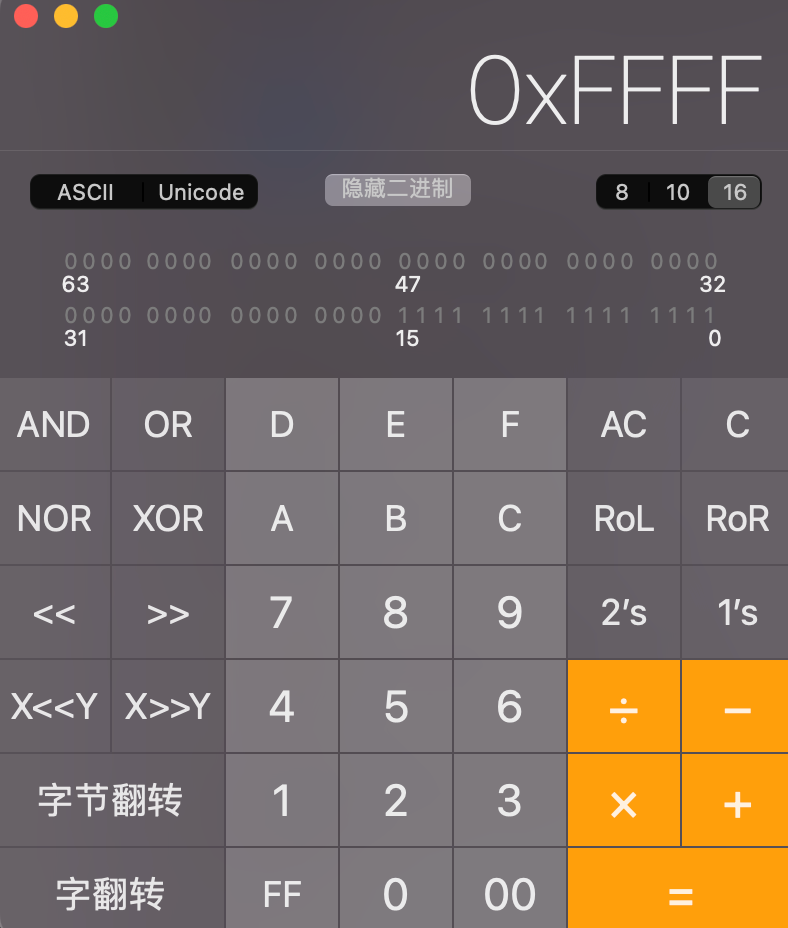 0xFFFF
ASCII Unicode 隐藏二进制 8 10 16
0000 0000 0000 0000 0000 0000 0000 0000
63 47 32
0000 0000 0000 0000 1111 1111 1111 1111
31 15 0
AND OR D E F AC C
NOR XOR A B C RoL RoR
<< >> 7 8 9 2’s 1’s
X<<Y X>>Y 4 5 6 ÷ −
字节翻转 1 2 3 × +
字翻转 FF 0 00 =